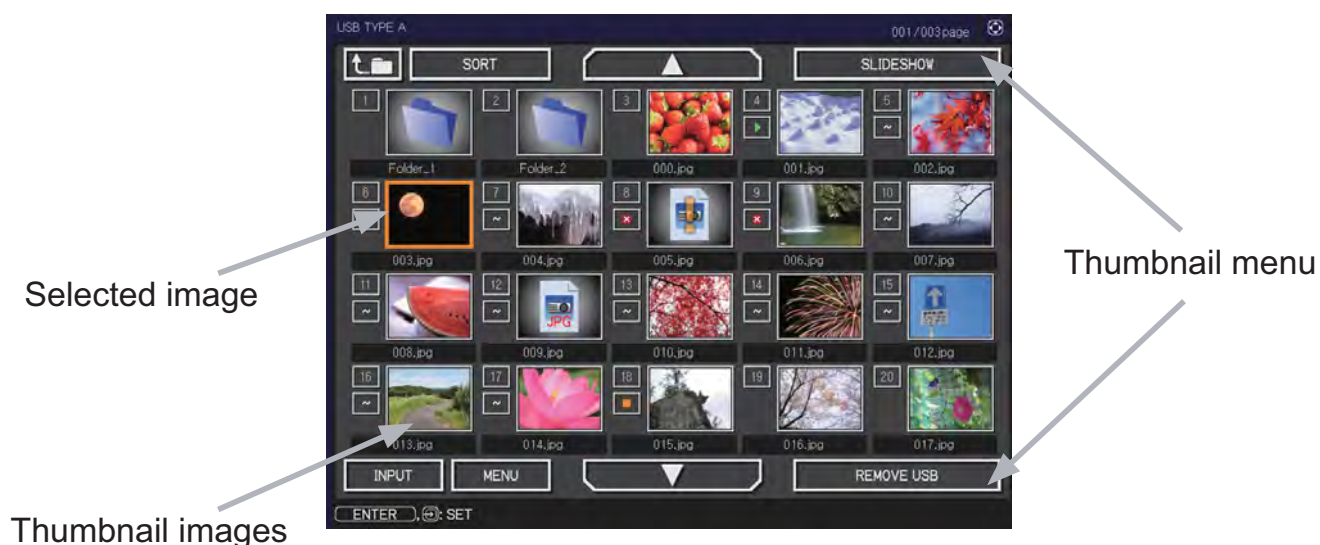 USB TYPE A
001/003page
SORT
SLIDESHOW
1 2 3 4 5
~
Folder_1 Folder_2 000.jpg 001.jpg 002.jpg
6 7 8 9 10
~ ~
003.jpg 004.jpg 005.jpg 006.jpg 007.jpg
Selected image
Thumbnail menu
11 12 13 14 15
~ ~ ~ ~ ~
JPG
008.jpg 009.jpg 010.jpg 011.jpg 012.jpg
16 17 18 19 20
~ ~
013.jpg 014.jpg 015.jpg 016.jpg 017.jpg
INPUT MENU REMOVE USB
ENTER , : SET
Thumbnail images